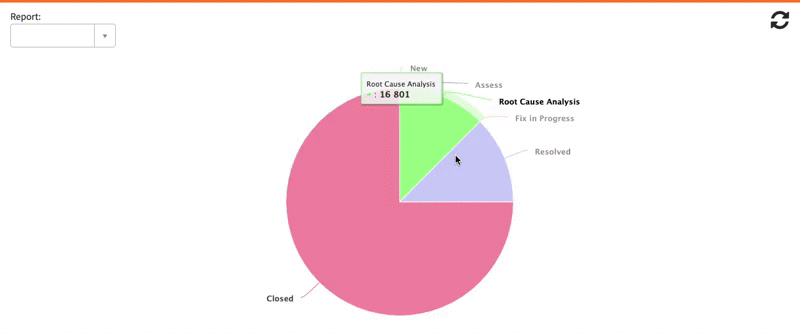 Report:
New
Root Cause Analysis
: 16 801
Assess
Root Cause Analysis
Fix in Progress
Resolved
Closed